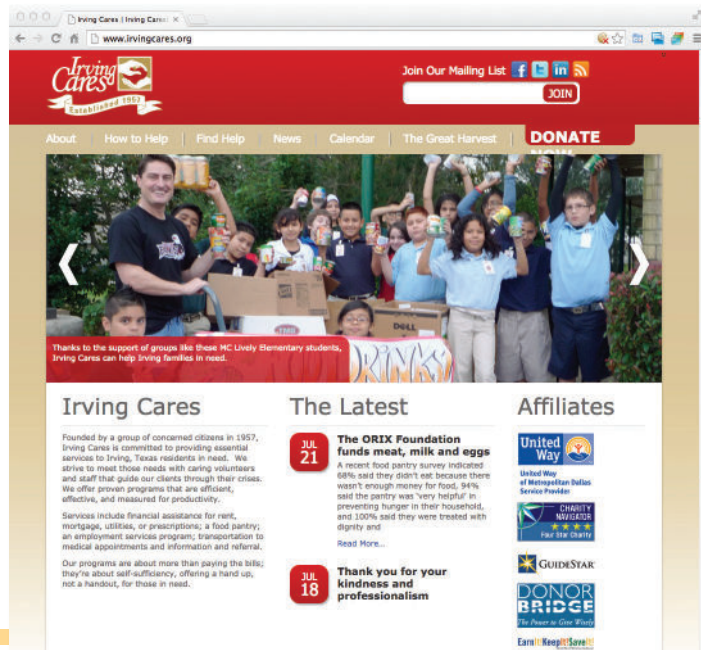 Irving Cares | Irving Cares:
www.irvingcares.org
Irving
Cares
Established 1957
Join Our Mailing List
JOIN
About
How to Help
Find Help
News
Calendar
The Great Harvest
DONATE
NOW
DELL
DRINKS
Thanks to the support of groups like these MC Lively Elementary students,
Irving Cares can help Irving families in need.
Irving Cares
Founded by a group of concerned citizens in 1957,
Irving Cares is committed to providing essential
services to Irving, Texas residents in need. We
strive to meet those needs with caring volunteers
and staff that guide our clients through their crises.
We offer proven programs that are efficient,
effective, and measured for productivity.
Services include financial assistance for rent,
mortgage, utilities, or prescriptions; a food pantry;
an employment services program; transportation to
medical appointments and information and referral.
Our programs are about more than paying the bills;
they're about self-sufficiency, offering a hand up,
not a handout, for those in need.
The Latest
JUL
21
The ORIX Foundation
funds meat, milk and eggs
A recent food pantry survey indicated
68% said they didn't eat because there
wasn't enough money for food, 94%
said the pantry was 'very helpful' in
preventing hunger in their household,
and 100% said they were treated with
dignity and
Read More...
JUL
18
Thank you for your
kindness and
professionalism
Affiliates
United
Way
United Way
of Metropolitan Dallas
Service Provider
CHARITY
NAVIGATOR
Four Star Charity
GUIDESTAR
DONOR
BRIDGE
The Power to Give Wisely
Earn It! Keep It! Save It!